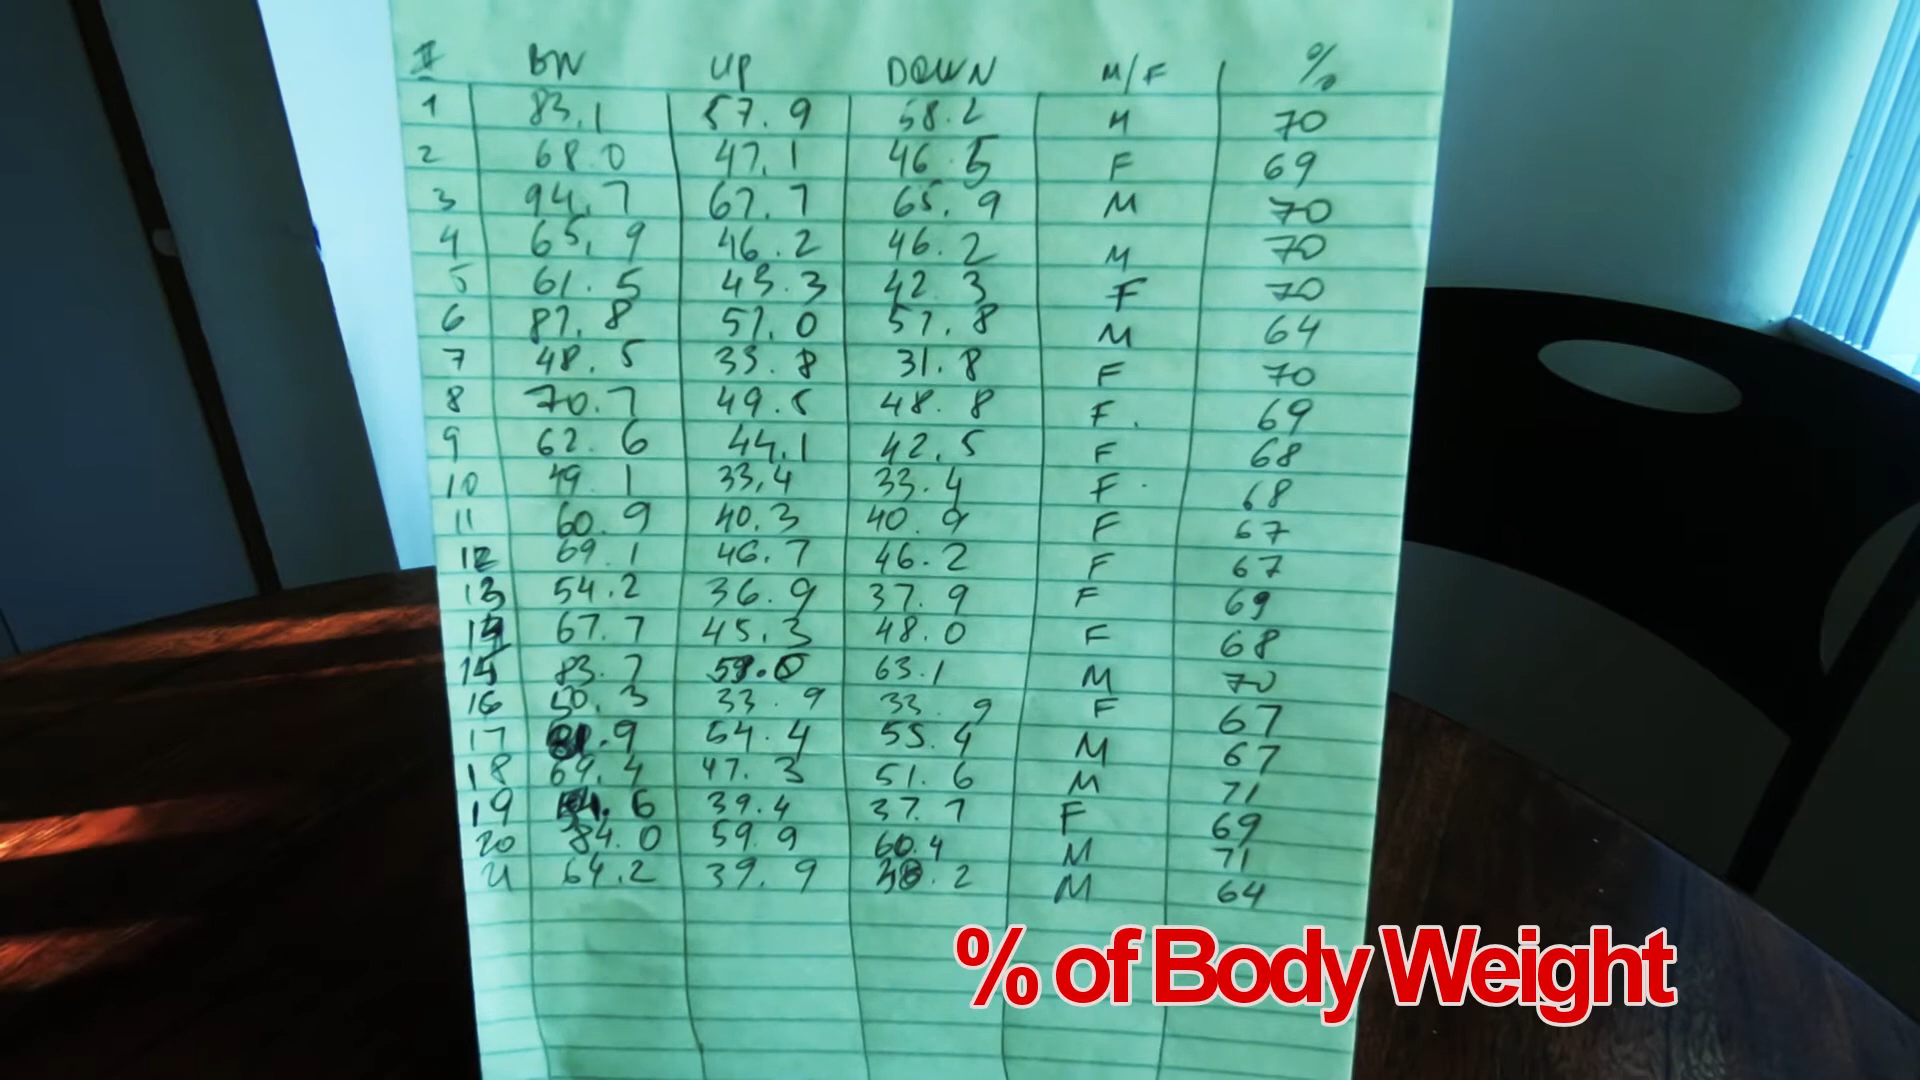 # BW UP DOWN M/F %
1 83.1 57.9 58.2 M 70
2 68.0 47.1 46.5 F 69
3 94.7 67.7 65.9 M 70
4 65.9 46.2 46.2 M 70
5 61.5 43.3 42.3 F 70
6 87.8 57.0 57.8 M 64
7 48.5 33.8 31.8 F 70
8 70.7 49.5 48.8 F. 69
9 62.6 44.1 42.5 F 68
10 49.1 33.4 33.4 F 68
11 60.9 40.3 40.9 F 67
12 69.1 46.7 46.2 F 67
13 54.2 36.9 37.9 F 69
14 67.7 45.3 48.0 F 68
15 83.7 63.1 M 70
16 50.3 33.9 33.9 F 67
17 54.4 55.4 M 67
18 69.4 47.3 51.6 M 71
19 39.4 37.7 F 69
20 84.0 59.9 60.4 M 71
21 64.2 39.9 M 64
% of Body Weight